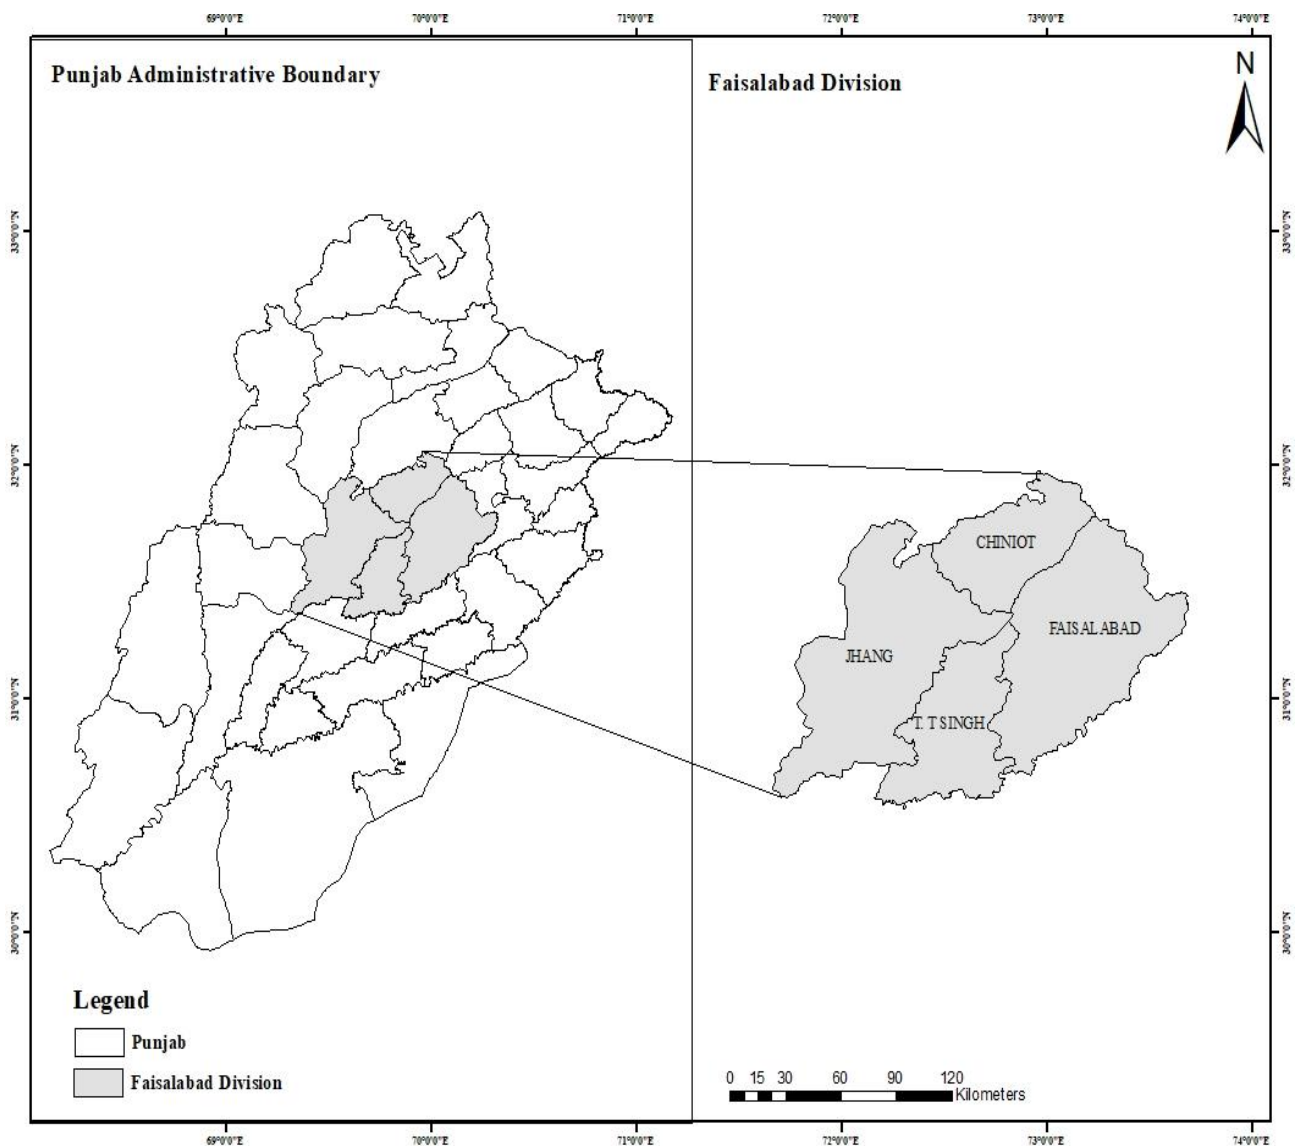 69°0'0"E 70°0'0"E 71°0'0"E 72°0'0"E 73°0'0"E 74°0'0"E
Punjab Administrative Boundary
Faisalabad Division
N
33°0'0"N 33°0'0"N
32°0'0"N 32°0'0"N
CHINIOT
FAISALABAD
JHANG
31°0'0"N 31°0'0"N
T. T SINGH
30°0'0"N 30°0'0"N
Legend
Punjab
Faisalabad Division
0 15 30 60 90 120
Kilometers
69°0'0"E 70°0'0"E 71°0'0"E 72°0'0"E 73°0'0"E 74°0'0"E